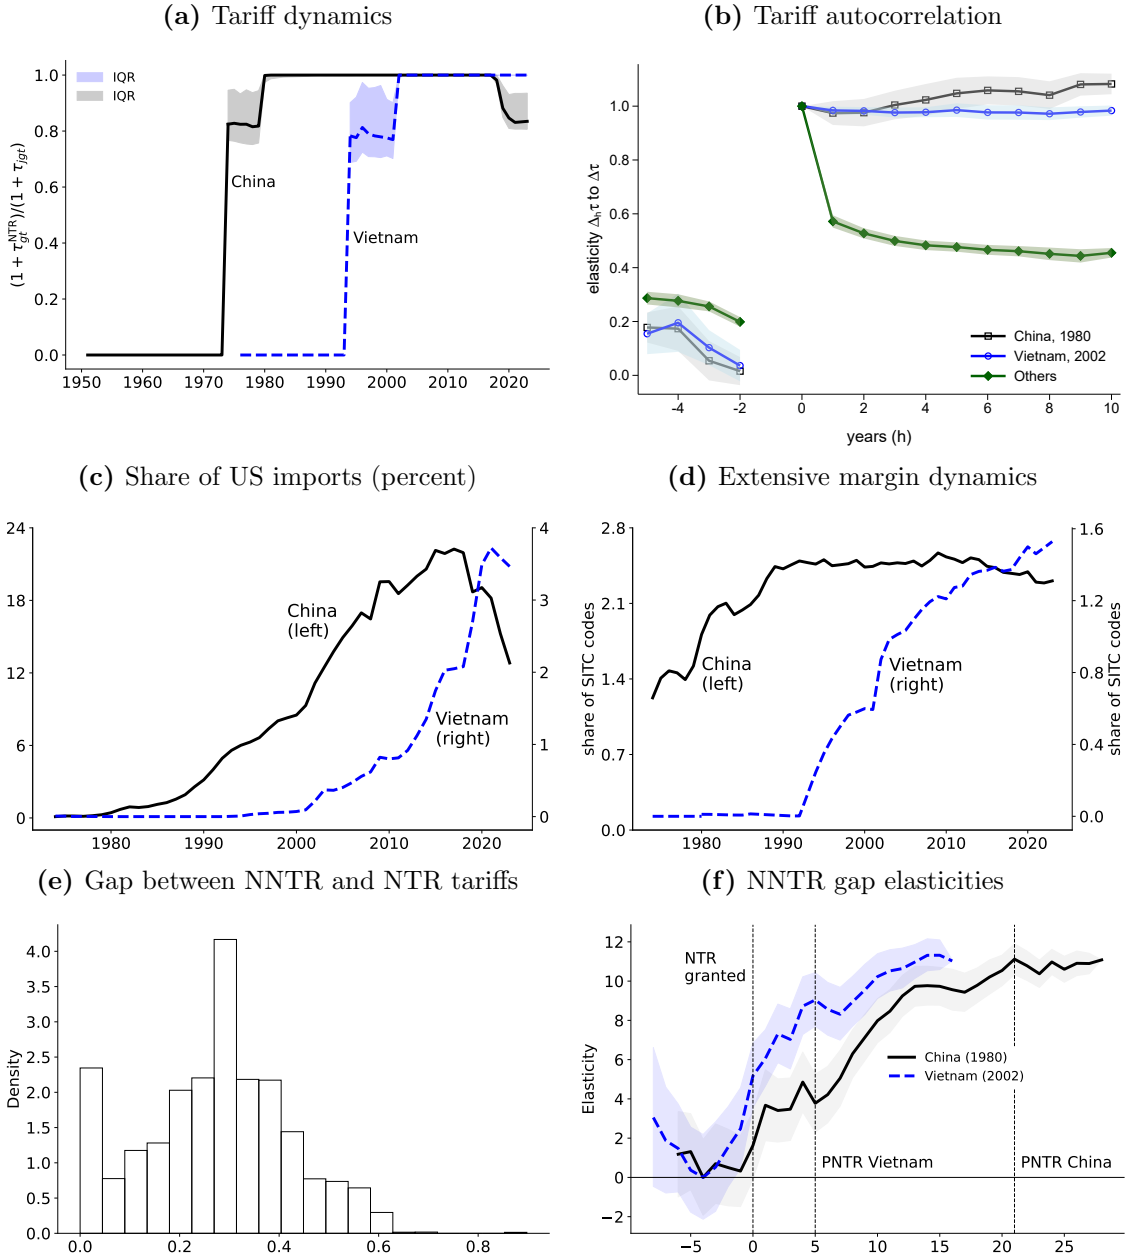 (a) Tariff dynamics
(1 + τ_gt^NTR)/(1 + τ_jgt)
1.0
0.8
0.6
0.4
0.2
0.0
IQR
IQR
China
Vietnam
1950 1960 1970 1980 1990 2000 2010 2020
(b) Tariff autocorrelation
elasticity Δ_hτ to Δτ
1.0
0.8
0.6
0.4
0.2
0.0
China, 1980
Vietnam, 2002
Others
-4 -2 0 2 4 6 8 10
years (h)
(c) Share of US imports (percent)
24
18
12
6
0
4
3
2
1
0
China
(left)
Vietnam
(right)
1980 1990 2000 2010 2020
(d) Extensive margin dynamics
share of SITC codes
2.8
2.1
1.4
0.7
0.0
1.6
1.2
0.8
0.4
0.0
share of SITC codes
China
(left)
Vietnam
(right)
1980 1990 2000 2010 2020
(e) Gap between NNTR and NTR tariffs
Density
4.0
3.5
3.0
2.5
2.0
1.5
1.0
0.5
0.0
0.0 0.2 0.4 0.6 0.8
(f) NNTR gap elasticities
Elasticity
12
10
8
6
4
2
0
−2
NTR
granted
China (1980)
Vietnam (2002)
PNTR Vietnam
PNTR China
−5 0 5 10 15 20 25